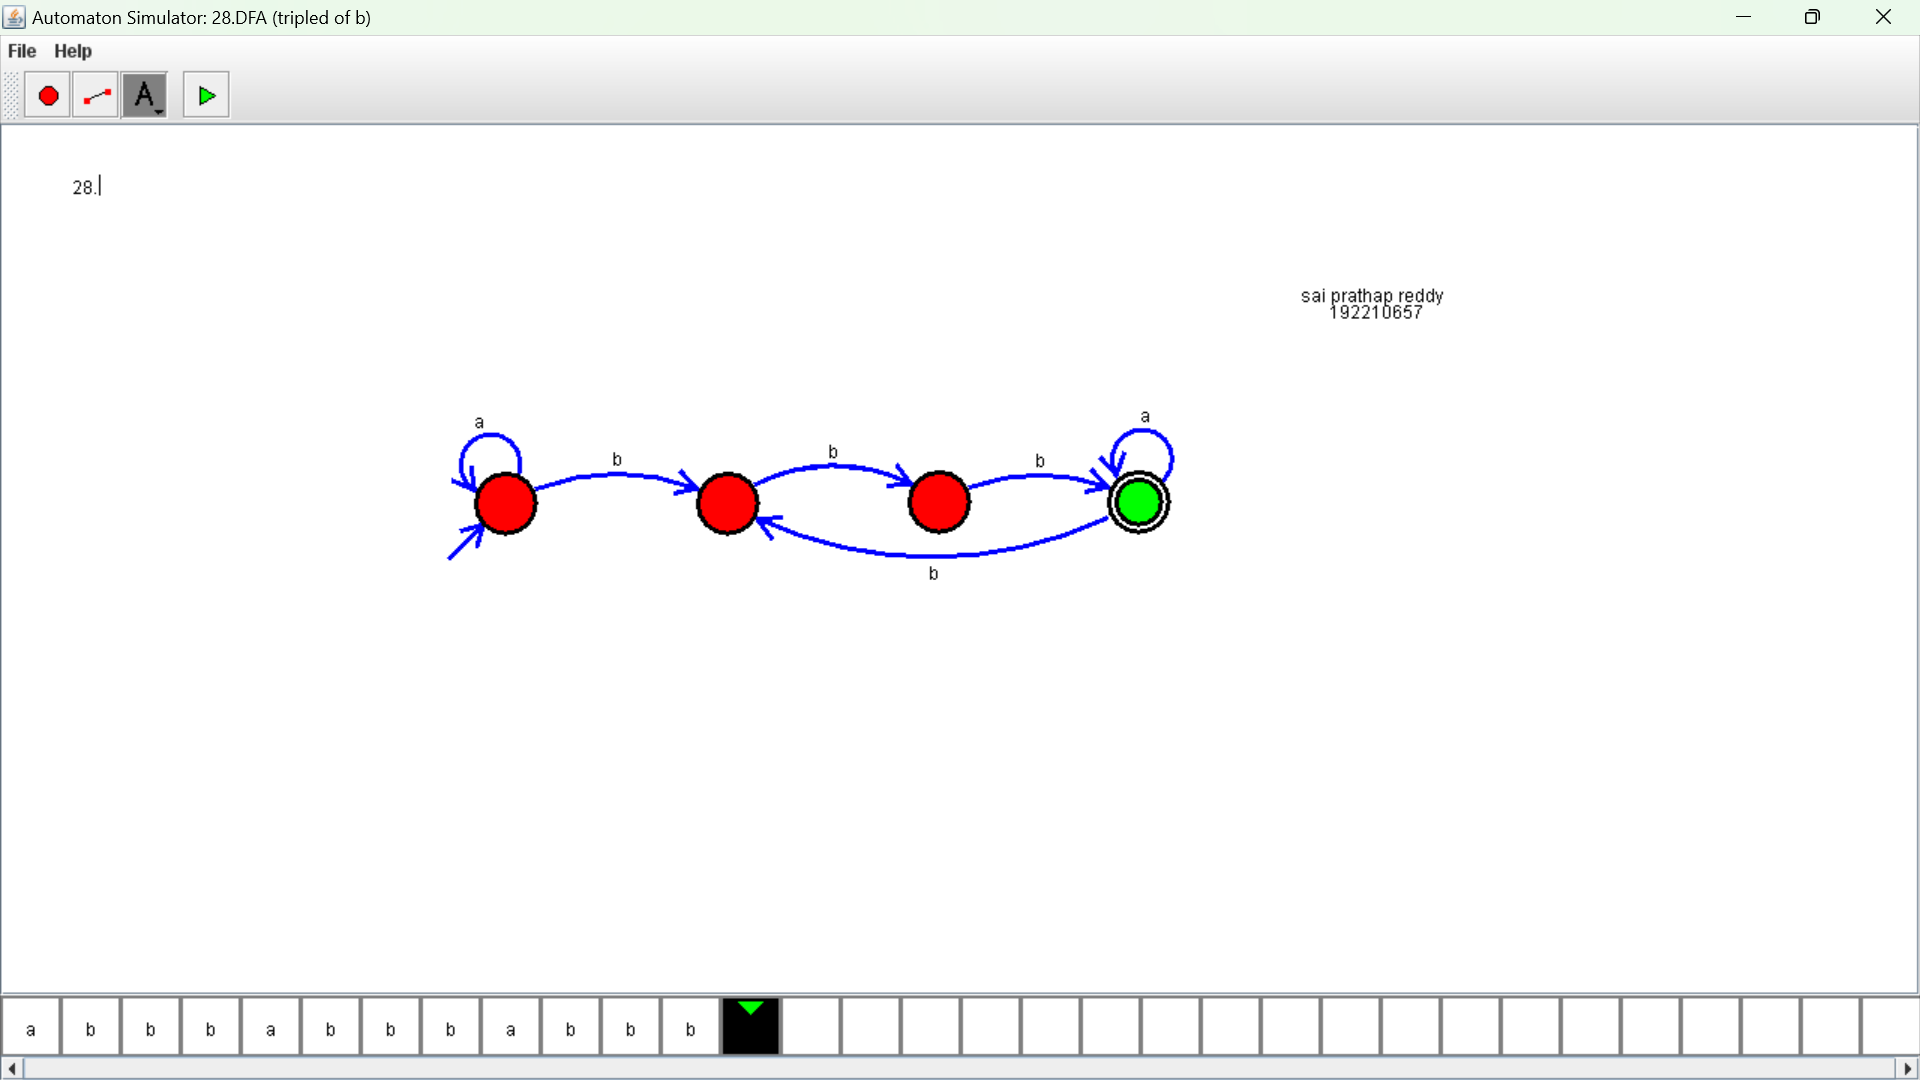 Automaton Simulator: 28.DFA (tripled of b)
File Help
A
28.
sai prathap reddy
192210657
a a
b b b
b
a b b b a b b b a b b b